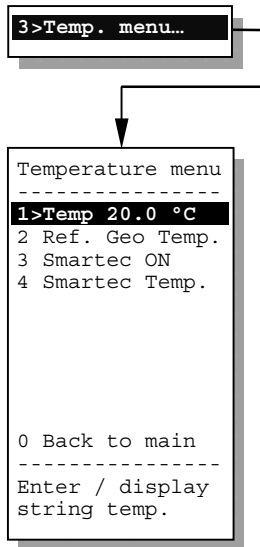 3>Temp. menu…
Temperature menu
----------------
1>Temp 20.0 °C
2 Ref. Geo Temp.
3 Smartec ON
4 Smartec Temp.
0 Back to main
----------------
Enter / display
string temp.